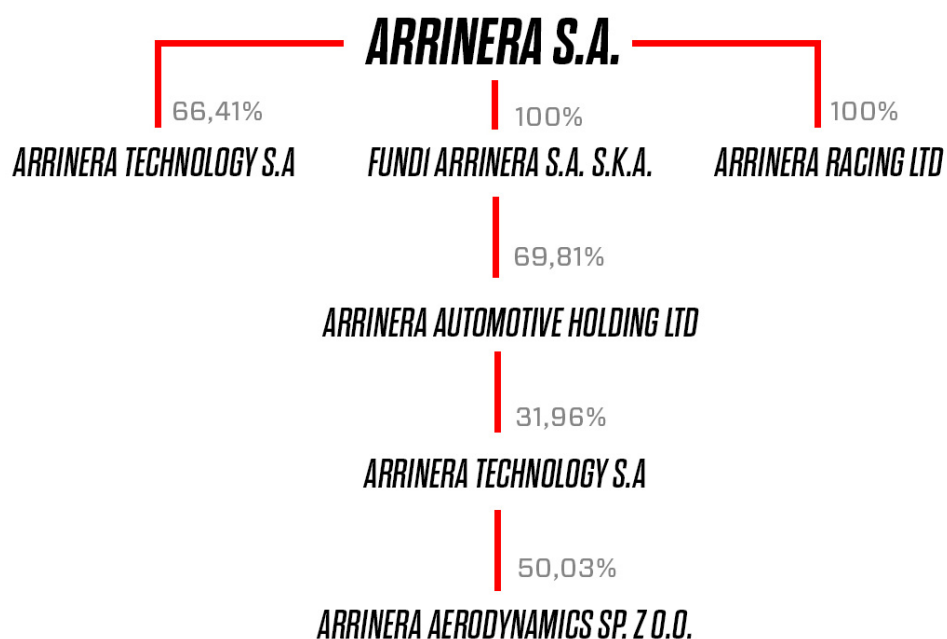 ARRINERA S.A.
66,41%
100%
100%
ARRINERA TECHNOLOGY S.A
FUND1 ARRINERA S.A. S.K.A.
ARRINERA RACING LTD
69,81%
ARRINERA AUTOMOTIVE HOLDING LTD
31,96%
ARRINERA TECHNOLOGY S.A
50,03%
ARRINERA AERODYNAMICS SP. Z O.O.